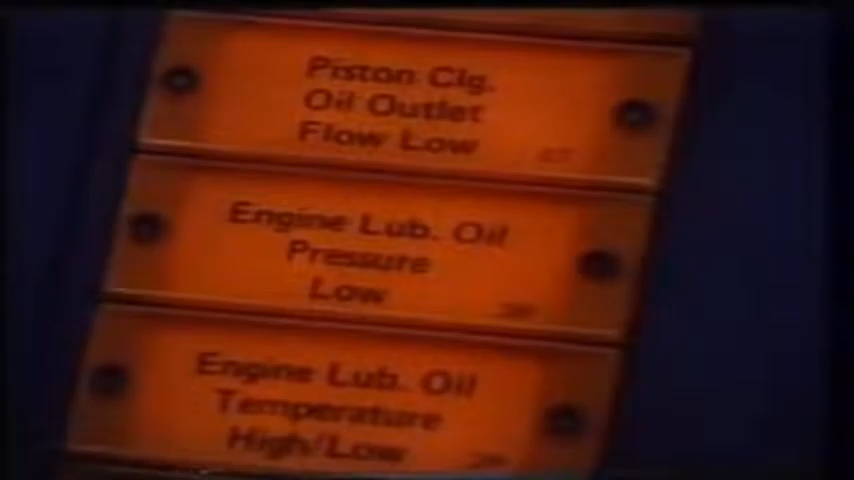 Piston Clg.
Oil Outlet
Flow Low
Engine Lub. Oil
Pressure
Low
Engine Lub. Oil
Temperature
High/Low